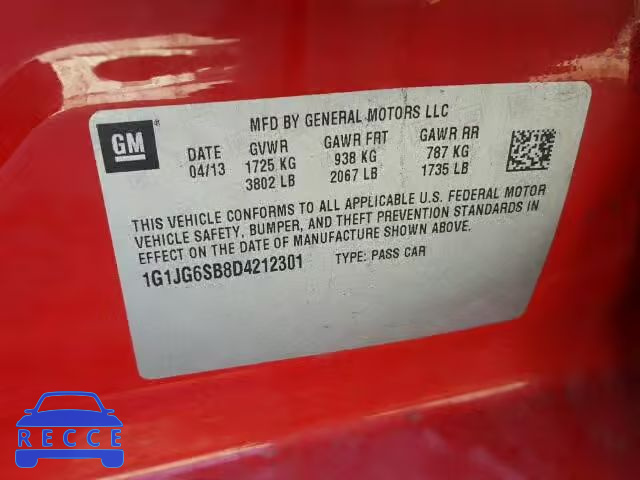 MFD BY GENERAL MOTORS LLC
GM®
DATE GVWR GAWR FRT GAWR RR
04/13 1725 KG 938 KG 787 KG
3802 LB 2067 LB 1735 LB
THIS VEHICLE CONFORMS TO ALL APPLICABLE U.S. FEDERAL MOTOR
VEHICLE SAFETY, BUMPER, AND THEFT PREVENTION STANDARDS IN
EFFECT ON THE DATE OF MANUFACTURE SHOWN ABOVE.
1G1JG6SB8D4212301 TYPE: PASS CAR
RECCE